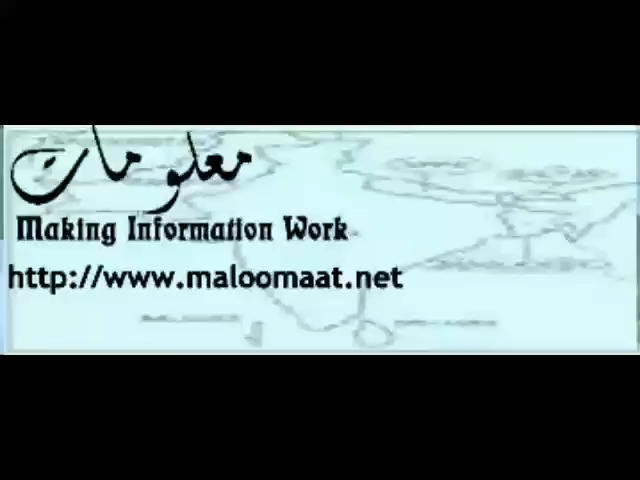 معلومات
Making Information Work
http://www.maloomaat.net